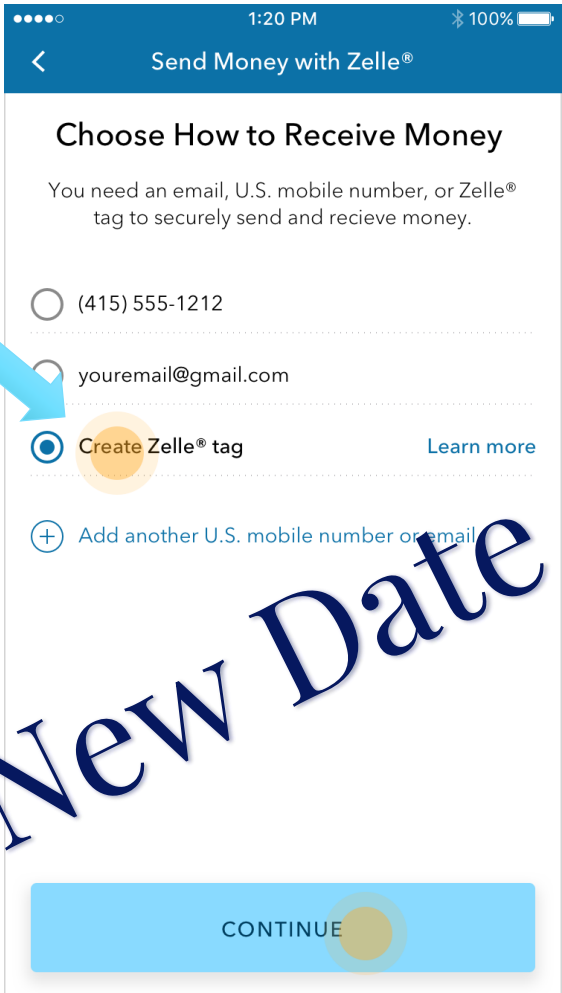 1:20 PM
100%
Send Money with Zelle®
Choose How to Receive Money
You need an email, U.S. mobile number, or Zelle®
tag to securely send and recieve money.
(415) 555-1212
youremail@gmail.com
Create Zelle® tag
Learn more
Add another U.S. mobile number or email
New Date
CONTINUE